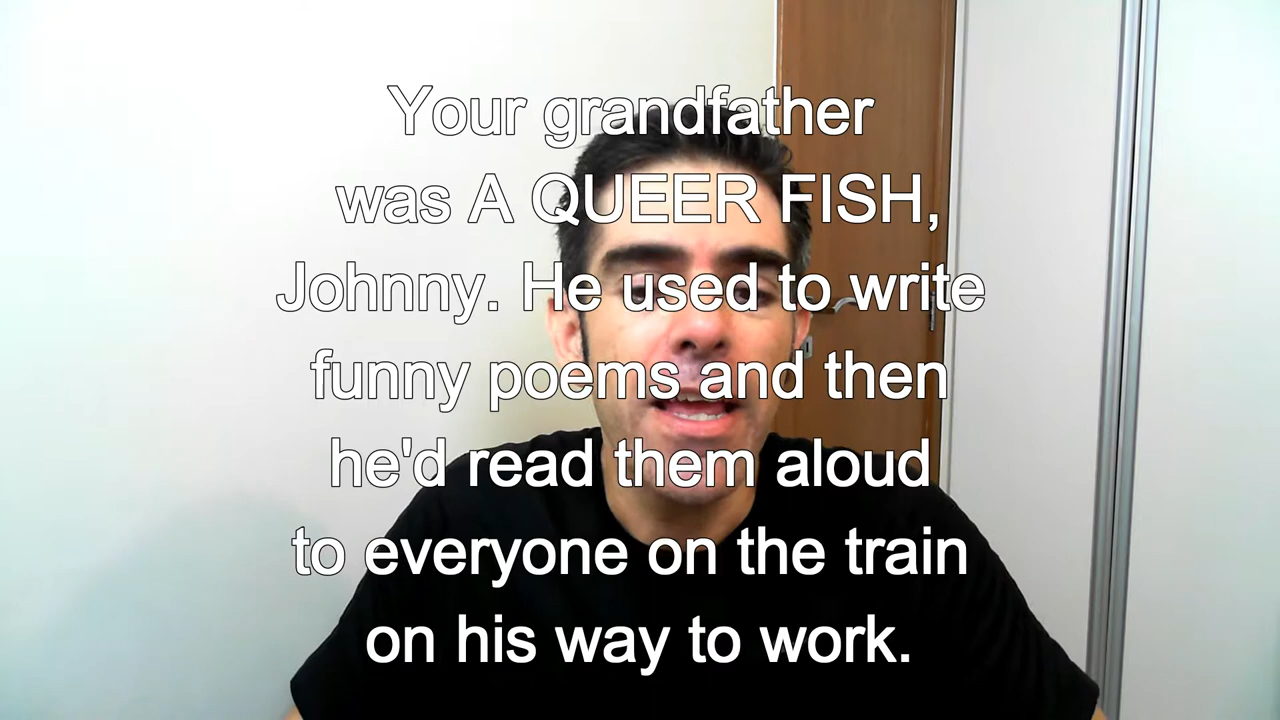 Your grandfather
was A QUEER FISH,
Johnny. He used to write
funny poems and then
he'd read them aloud
to everyone on the train
on his way to work.